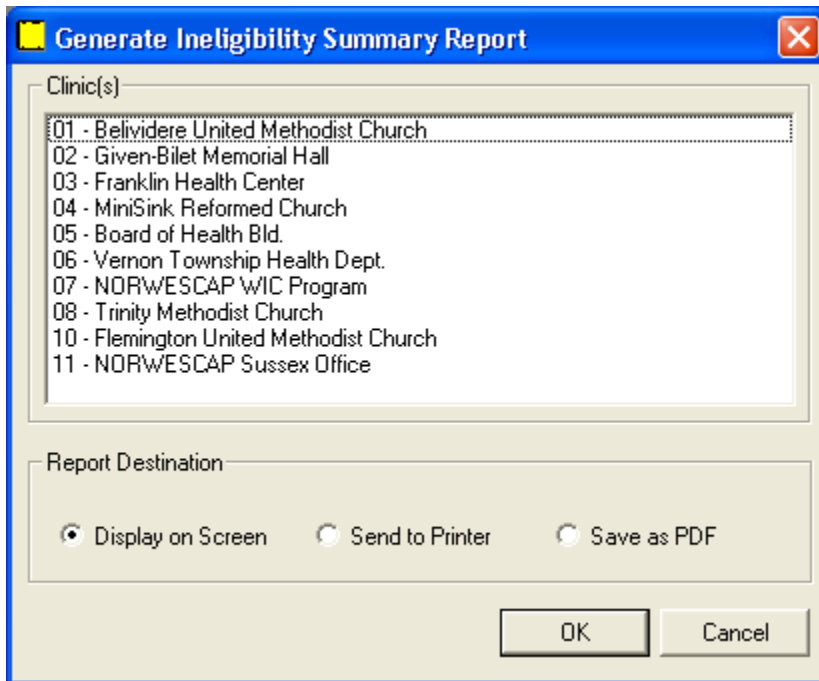 Generate Ineligibility Summary Report
Clinic(s)
01 - Belividere United Methodist Church
02 - Given-Bilet Memorial Hall
03 - Franklin Health Center
04 - MiniSink Reformed Church
05 - Board of Health Bld.
06 - Vernon Township Health Dept.
07 - NORWESCAP WIC Program
08 - Trinity Methodist Church
10 - Flemington United Methodist Church
11 - NORWESCAP Sussex Office
Report Destination
Display on Screen Send to Printer Save as PDF
OK Cancel